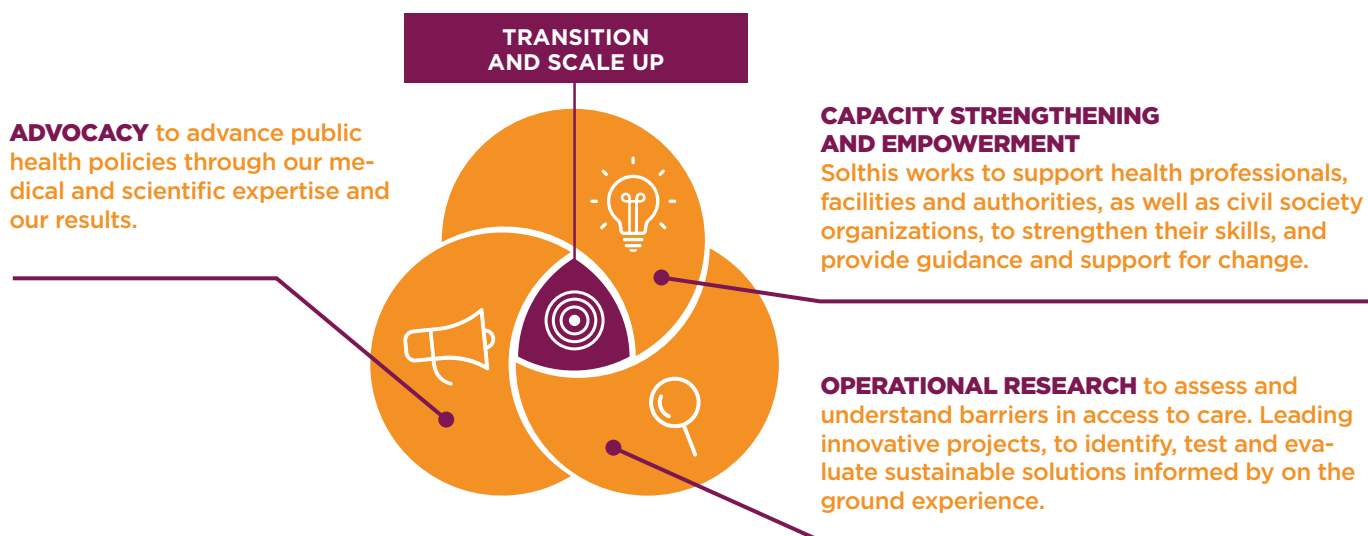 TRANSITION
AND SCALE UP
ADVOCACY to advance public
health policies through our me-
dical and scientific expertise and
our results.
CAPACITY STRENGTHENING
AND EMPOWERMENT
Solthis works to support health professionals,
facilities and authorities, as well as civil society
organizations, to strengthen their skills, and
provide guidance and support for change.
OPERATIONAL RESEARCH to assess and
understand barriers in access to care. Leading
innovative projects, to identify, test and eva-
luate sustainable solutions informed by on the
ground experience.